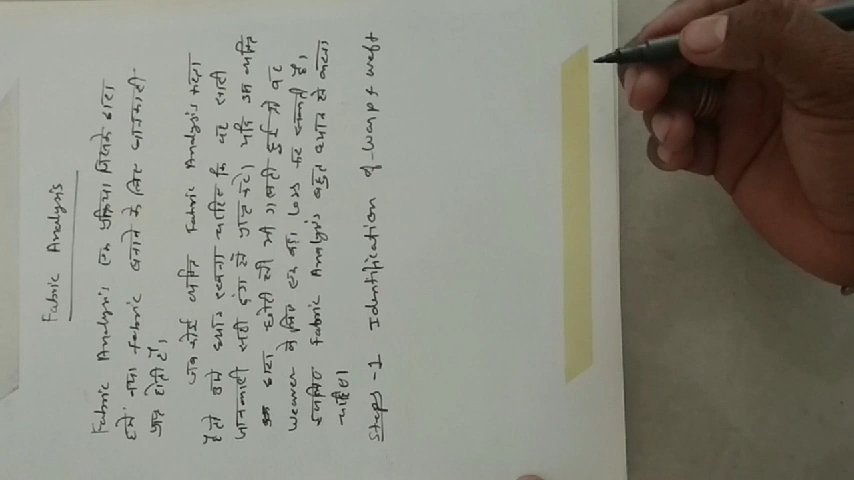 Fabric Analysis
Fabric Analysis एक प्रक्रिया जिसके द्वारा
हमें नया fabric बनाने के लिए जानकारी-
प्राप्त होती है,
जब कोई व्यक्ति Fabric Analysis करता
है तो उसे ध्यान रखना चाहिए कि वह सारी
जानकारी सही ढंग से प्राप्त करे। यदि उस व्यक्ति
के द्वारा छोटी सी भी गलती हुई तो वह
weaver के लिए एक बड़ा Loss कर सकती है,
इसलिए Fabric Analysis बहुत ध्यान से करना
चाहिए।
Steps-1 Identification of-warp & weft